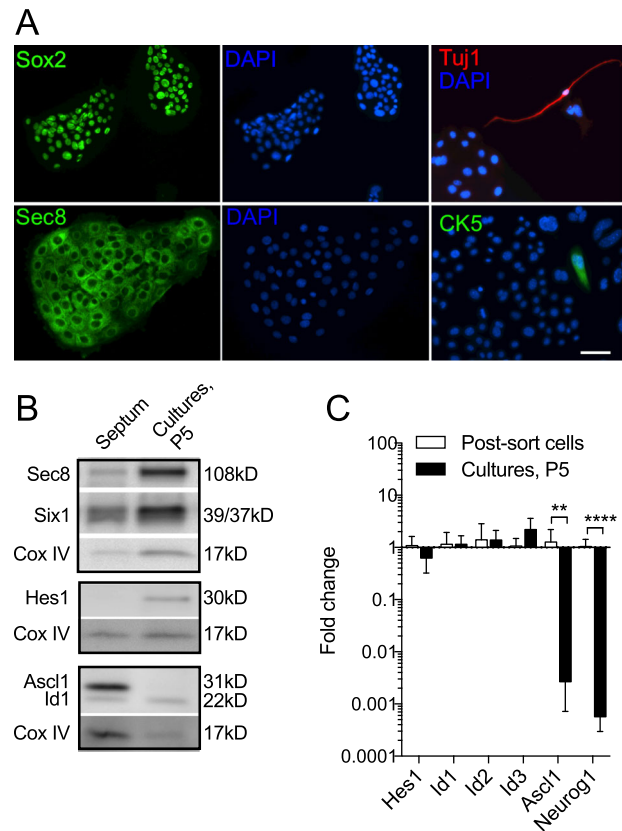 A
Sox2
DAPI
Tuj1
DAPI
Sec8
DAPI
CK5
B
Septum
Cultures,
P5
Sec8
108kD
Six1
39/37kD
Cox IV
17kD
Hes1
30kD
Cox IV
17kD
Ascl1
31kD
Id1
22kD
Cox IV
17kD
C
Post-sort cells
Cultures, P5
Fold change
100
10
1
0.1
0.01
0.001
0.0001
**
****
Hes1
Id1
Id2
Id3
Ascl1
Neurog1